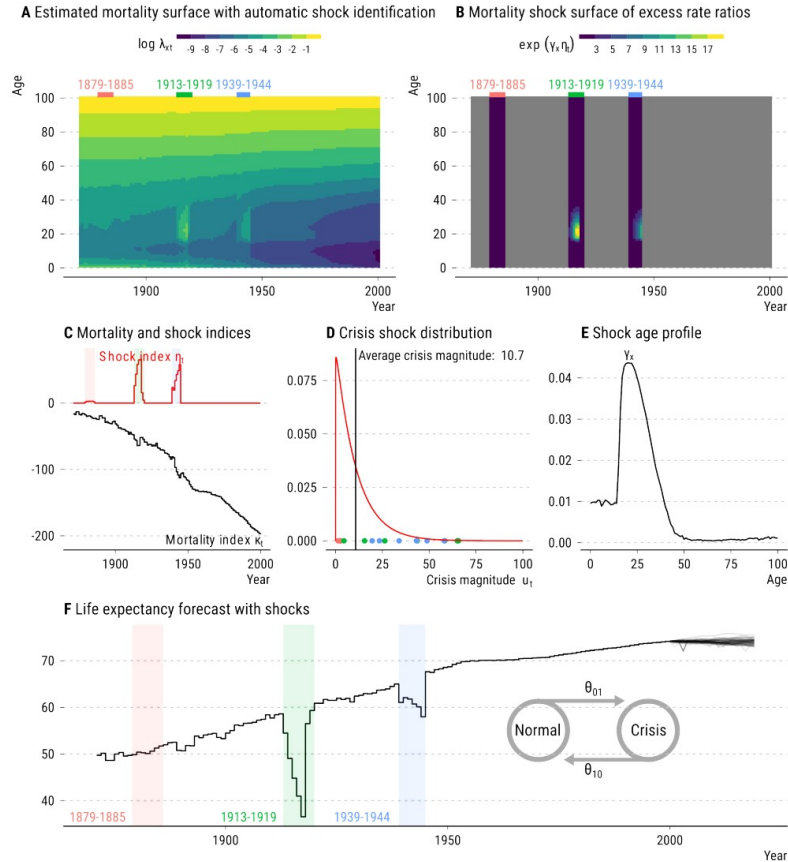 A Estimated mortality surface with automatic shock identification
log λxt
-9 -8 -7 -6 -5 -4 -3 -2 -1
Age
1879-1885 1913-1919 1939-1944
100
80
60
40
20
0
1900 1950 2000
Year
B Mortality shock surface of excess rate ratios
exp (γxηt)
3 5 7 9 11 13 15 17
Age
1879-1885 1913-1919 1939-1944
100
80
60
40
20
0
1900 1950 2000
Year
C Mortality and shock indices
Shock index ηt
0
-100
-200
Mortality index κt
1900 1950 2000
Year
D Crisis shock distribution
Average crisis magnitude: 10.7
0.075
0.050
0.025
0.000
0 25 50 75 100
Crisis magnitude ut
E Shock age profile
γx
0.04
0.03
0.02
0.01
0.00
0 25 50 75 100
Age
F Life expectancy forecast with shocks
70
60
50
40
θ01
Normal Crisis
θ10
1879-1885 1913-1919 1939-1944
1900 1950 2000
Year